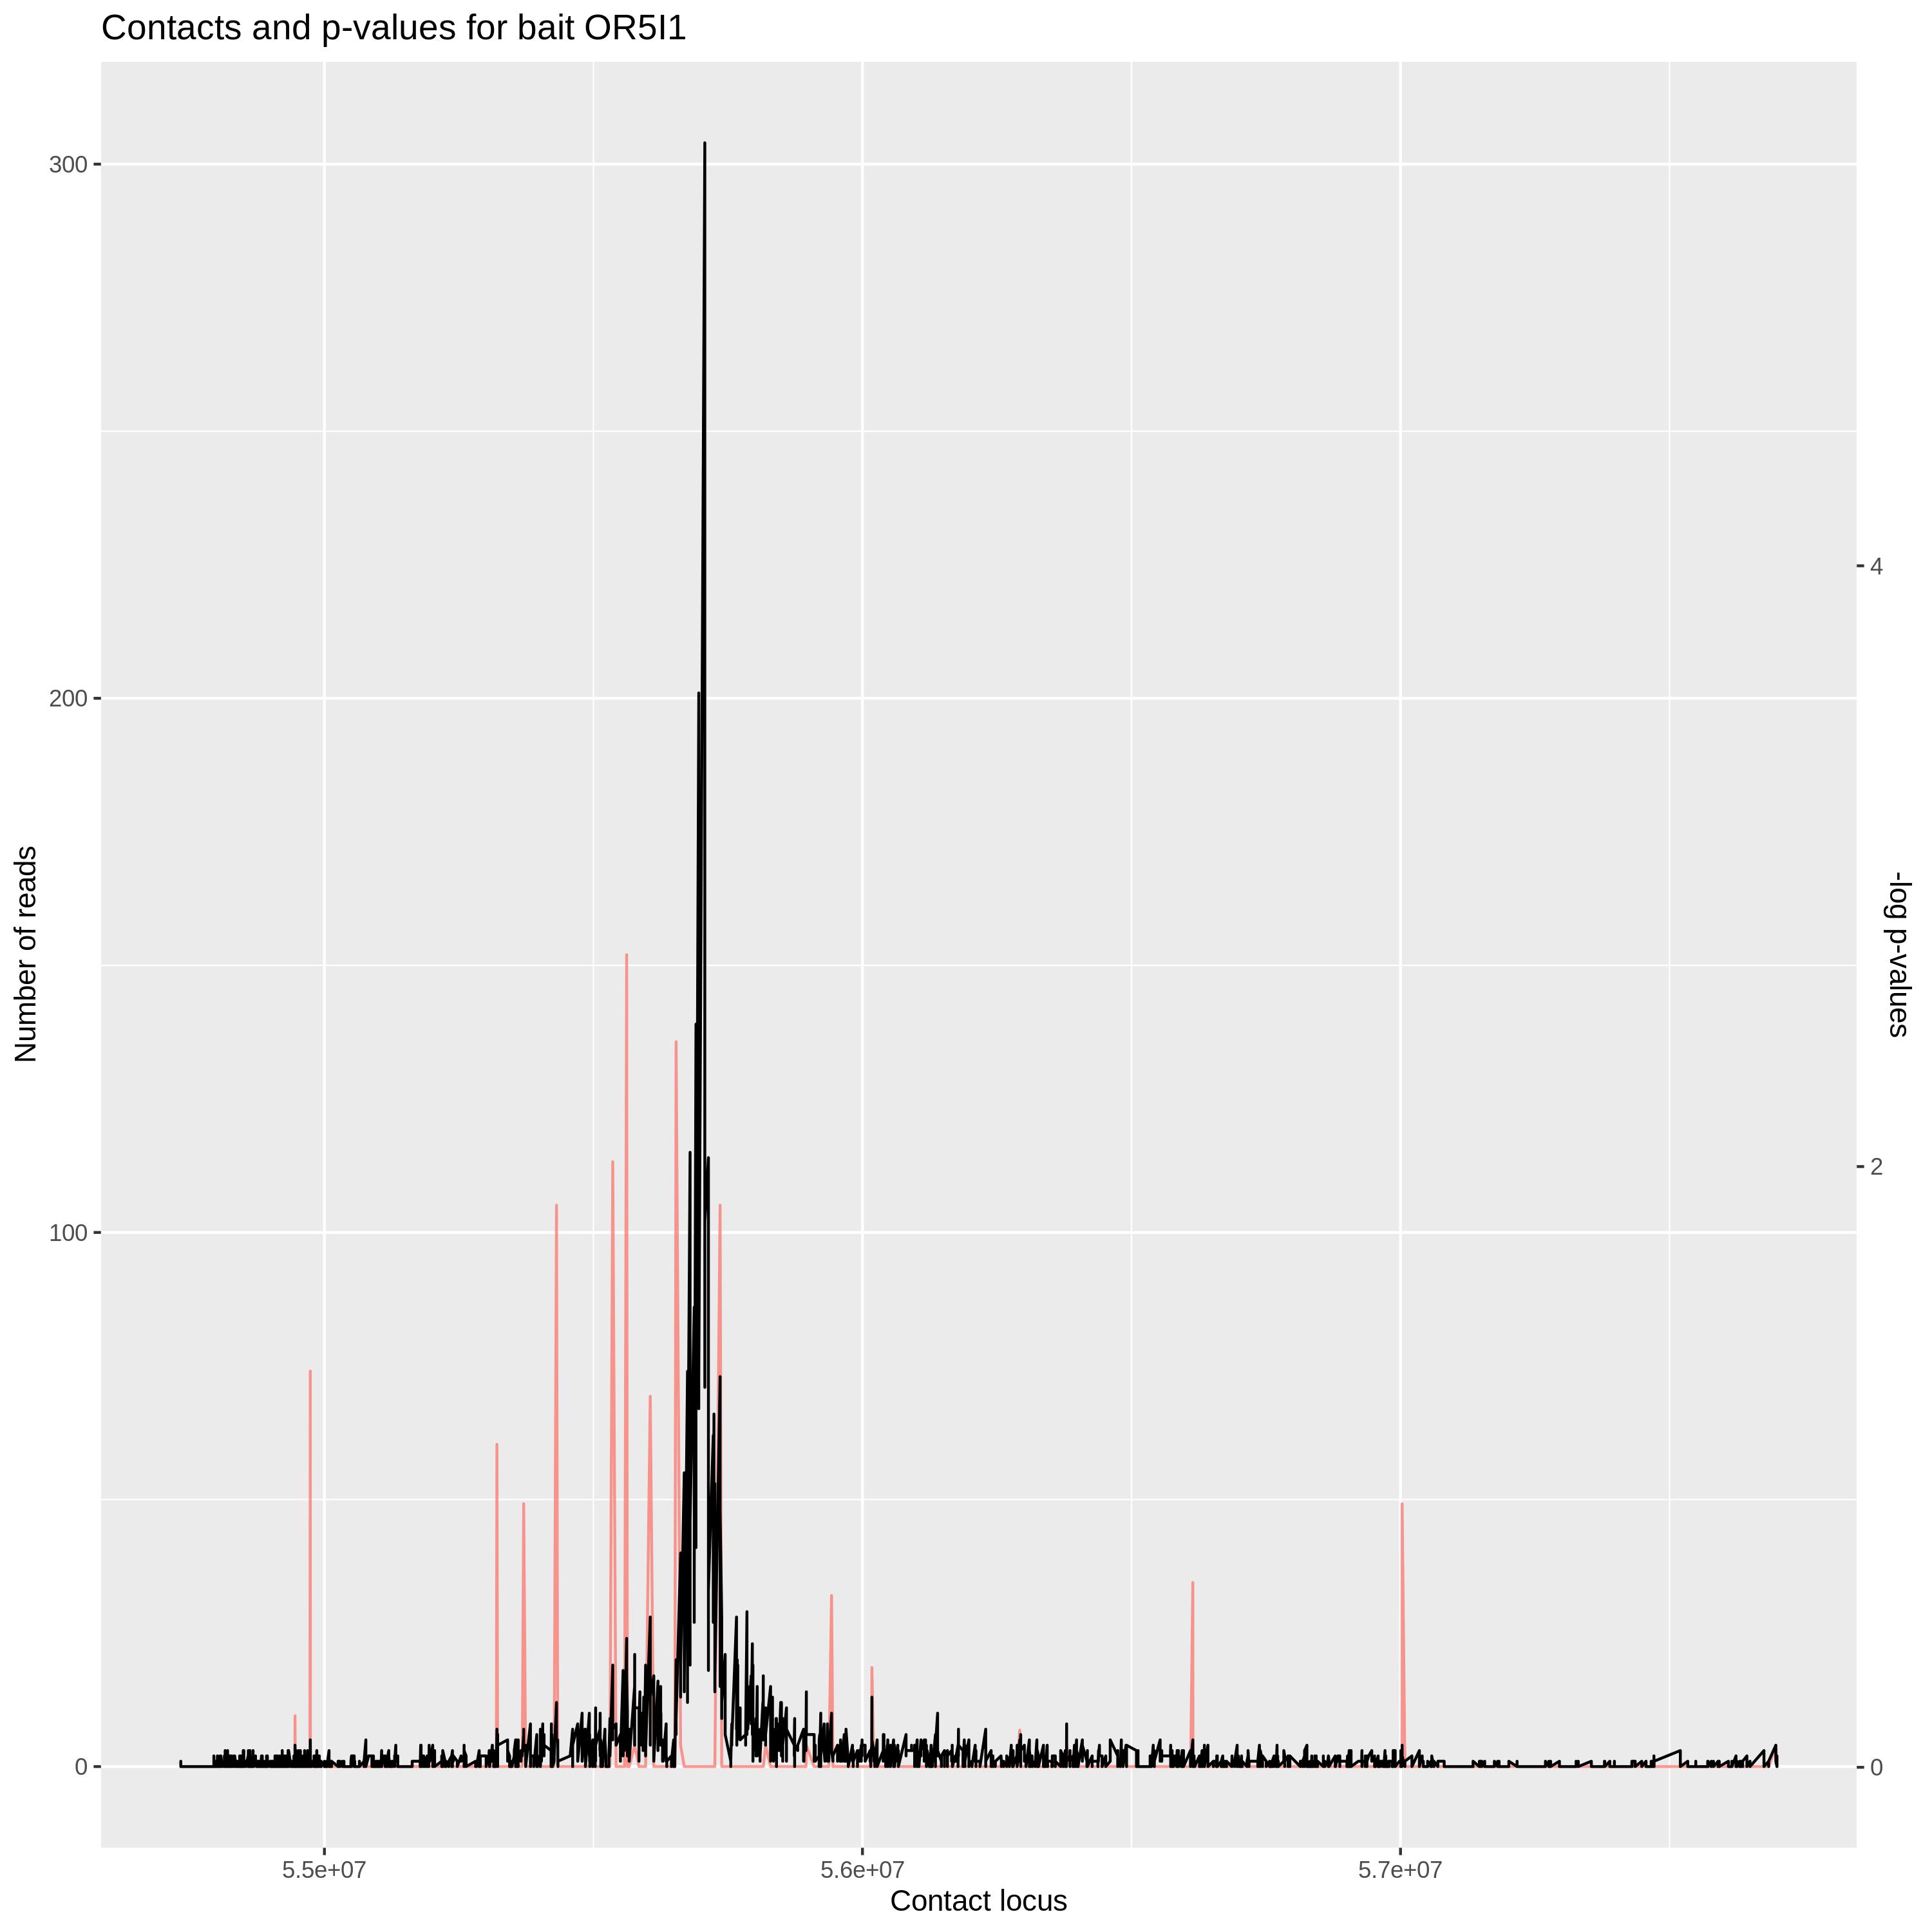 Contacts and p-values for bait OR5I1
300
200
100
0
Number of reads
4
2
0
-log p-values
5.5e+07
5.6e+07
5.7e+07
Contact locus